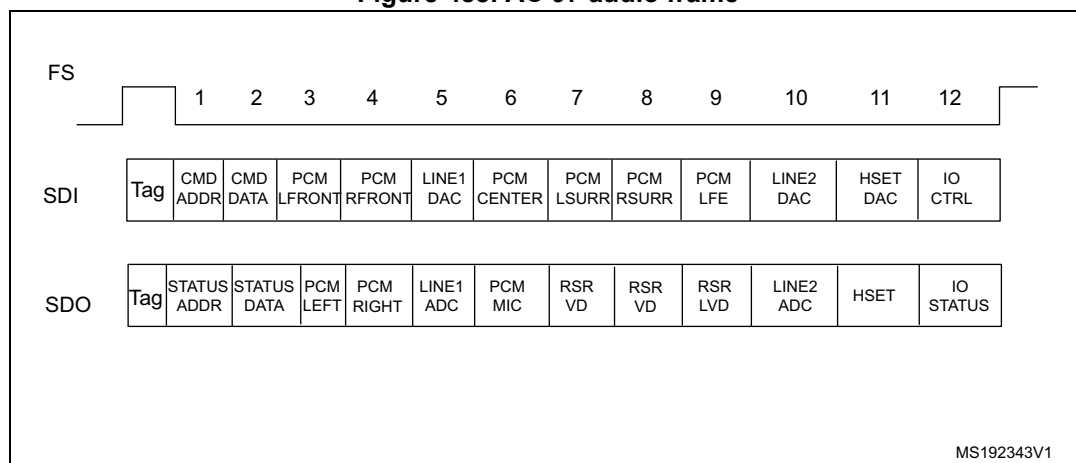 Figure audio frame
FS
1 2 3 4 5 6 7 8 9 10 11 12
SDI
Tag
CMD ADDR
CMD DATA
PCM LFRONT
PCM RFRONT
LINE1 DAC
PCM CENTER
PCM LSURR
PCM RSURR
PCM LFE
LINE2 DAC
HSET DAC
IO CTRL
SDO
Tag
STATUS ADDR
STATUS DATA
PCM LEFT
PCM RIGHT
LINE1 ADC
PCM MIC
RSR VD
RSR VD
RSR LVD
LINE2 ADC
HSET
IO STATUS
MS192343V1